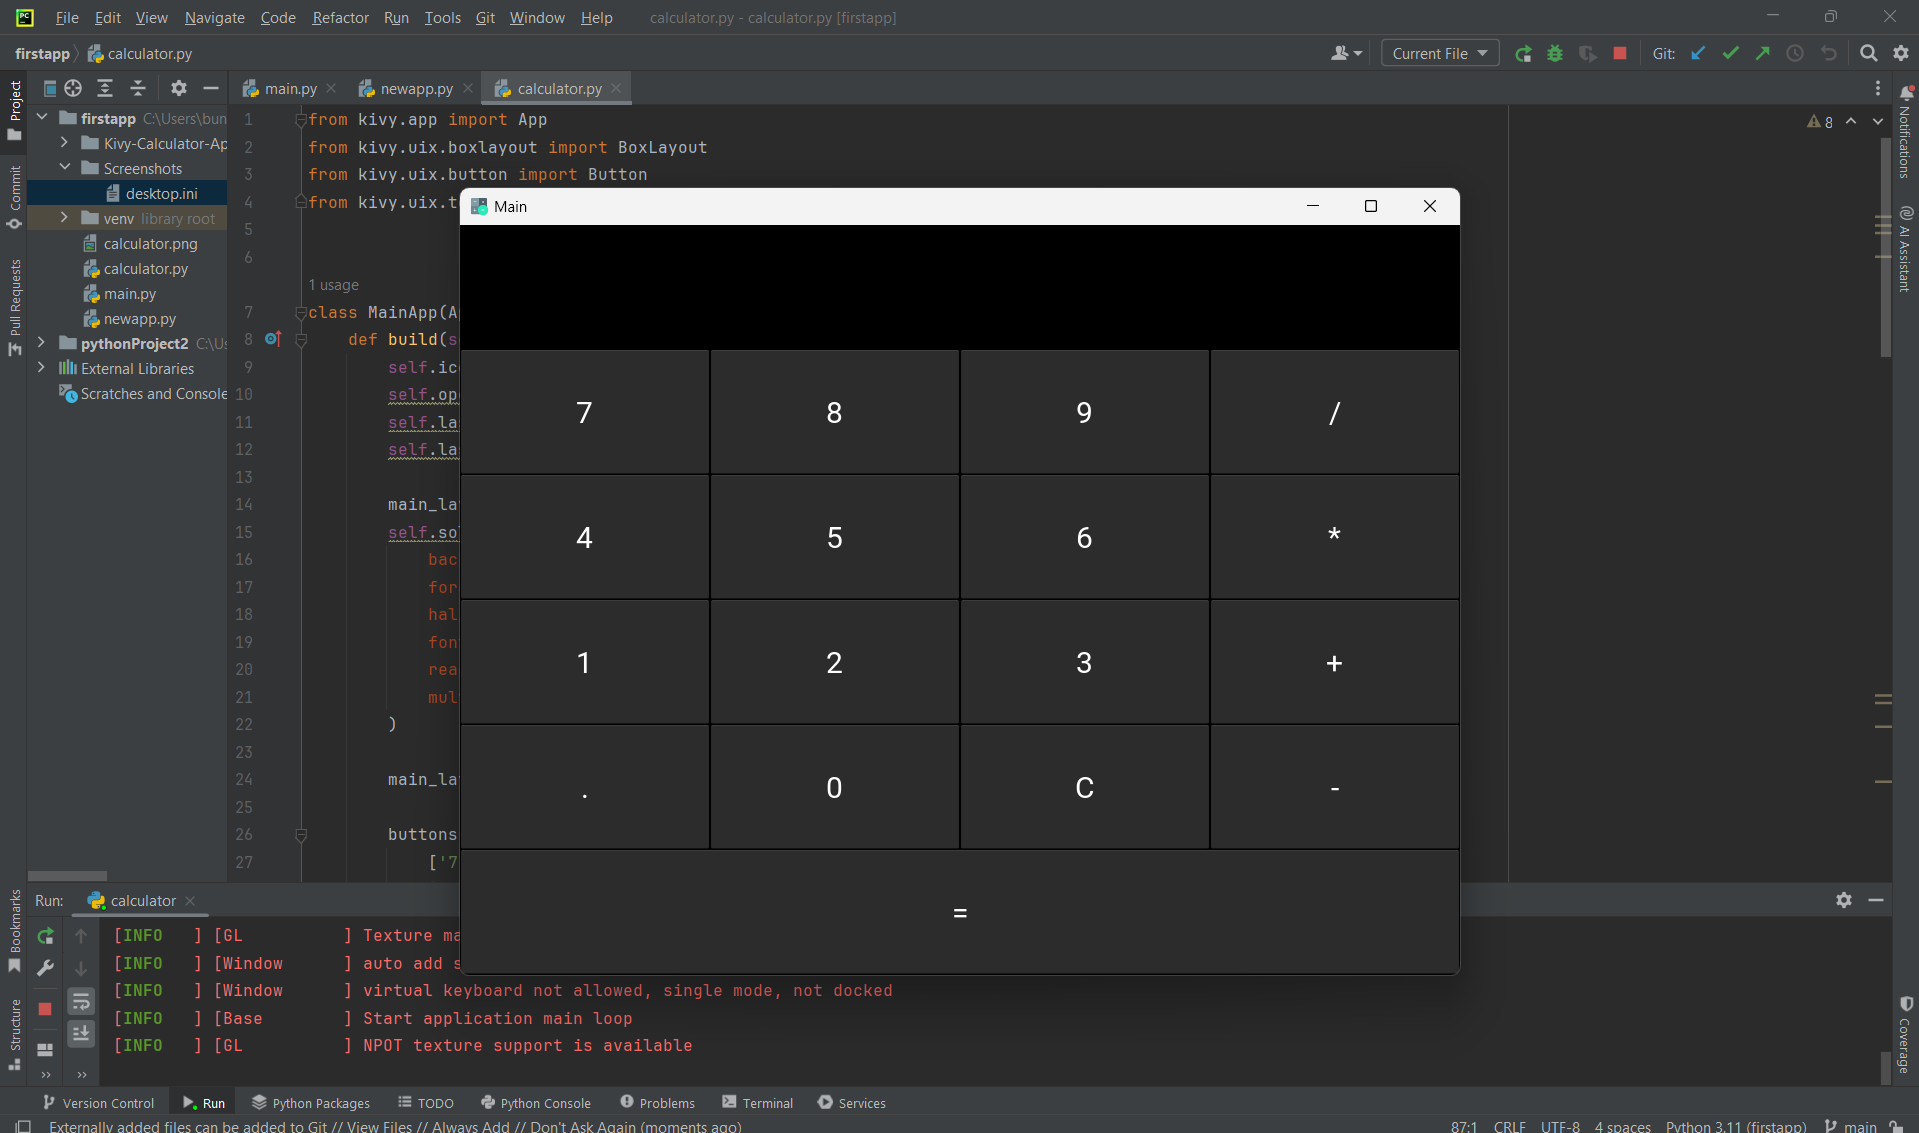 File Edit View Navigate Code Refactor Run Tools Git Window Help calculator.py - calculator.py [firstapp]
firstapp calculator.py Current File Git:
main.py newapp.py calculator.py
Project
Commit
Pull Requests
Bookmarks
Structure
firstapp C:\Users\bun
Kivy-Calculator-Ap
Screenshots
desktop.ini
venv library root
calculator.png
calculator.py
main.py
newapp.py
pythonProject2 C:\Us
External Libraries
Scratches and Console
1 from kivy.app import App
2 from kivy.uix.boxlayout import BoxLayout
3 from kivy.uix.button import Button
4 from kivy.uix.t
5
6
1 usage
7 class MainApp(A
8 def build(s
9 self.ic
10 self.op
11 self.la
12 self.la
13
14 main_la
15 self.so
16 bac
17 for
18 hal
19 fon
20 rea
21 mul
22 )
23
24 main_la
25
26 buttons
27 ['7
8
Notifications
AI Assistant
Coverage
Main
7 8 9 /
4 5 6 *
1 2 3 +
. 0 C -
=
Run: calculator
[INFO ] [GL ] Texture ma
[INFO ] [Window ] auto add s
[INFO ] [Window ] virtual keyboard not allowed, single mode, not docked
[INFO ] [Base ] Start application main loop
[INFO ] [GL ] NPOT texture support is available
Version Control Run Python Packages TODO Python Console Problems Terminal Services
Externally added files can be added to Git // View Files // Always Add // Don't Ask Again (moments ago) 87:1 CRLF UTF-8 4 spaces Python 3.11 (firstapp) main